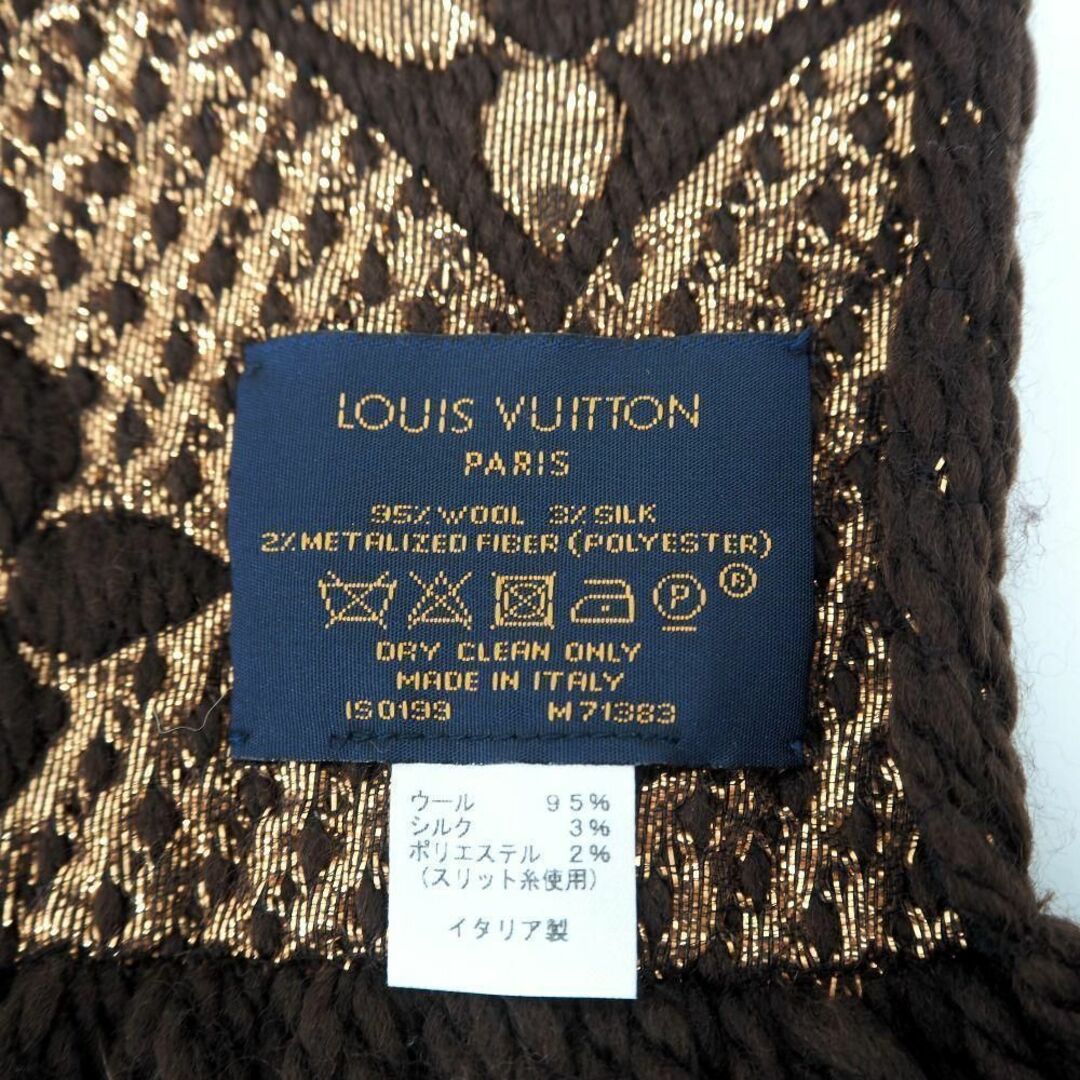 LOUIS VUITTON
PARIS
95% WOOL 3% SILK
2% METALIZED FIBER (POLYESTER)
P ®
DRY CLEAN ONLY
MADE IN ITALY
IS0199 M71383
ウール 95%
シルク 3%
ポリエステル 2%
(スリット糸使用)
イタリア製